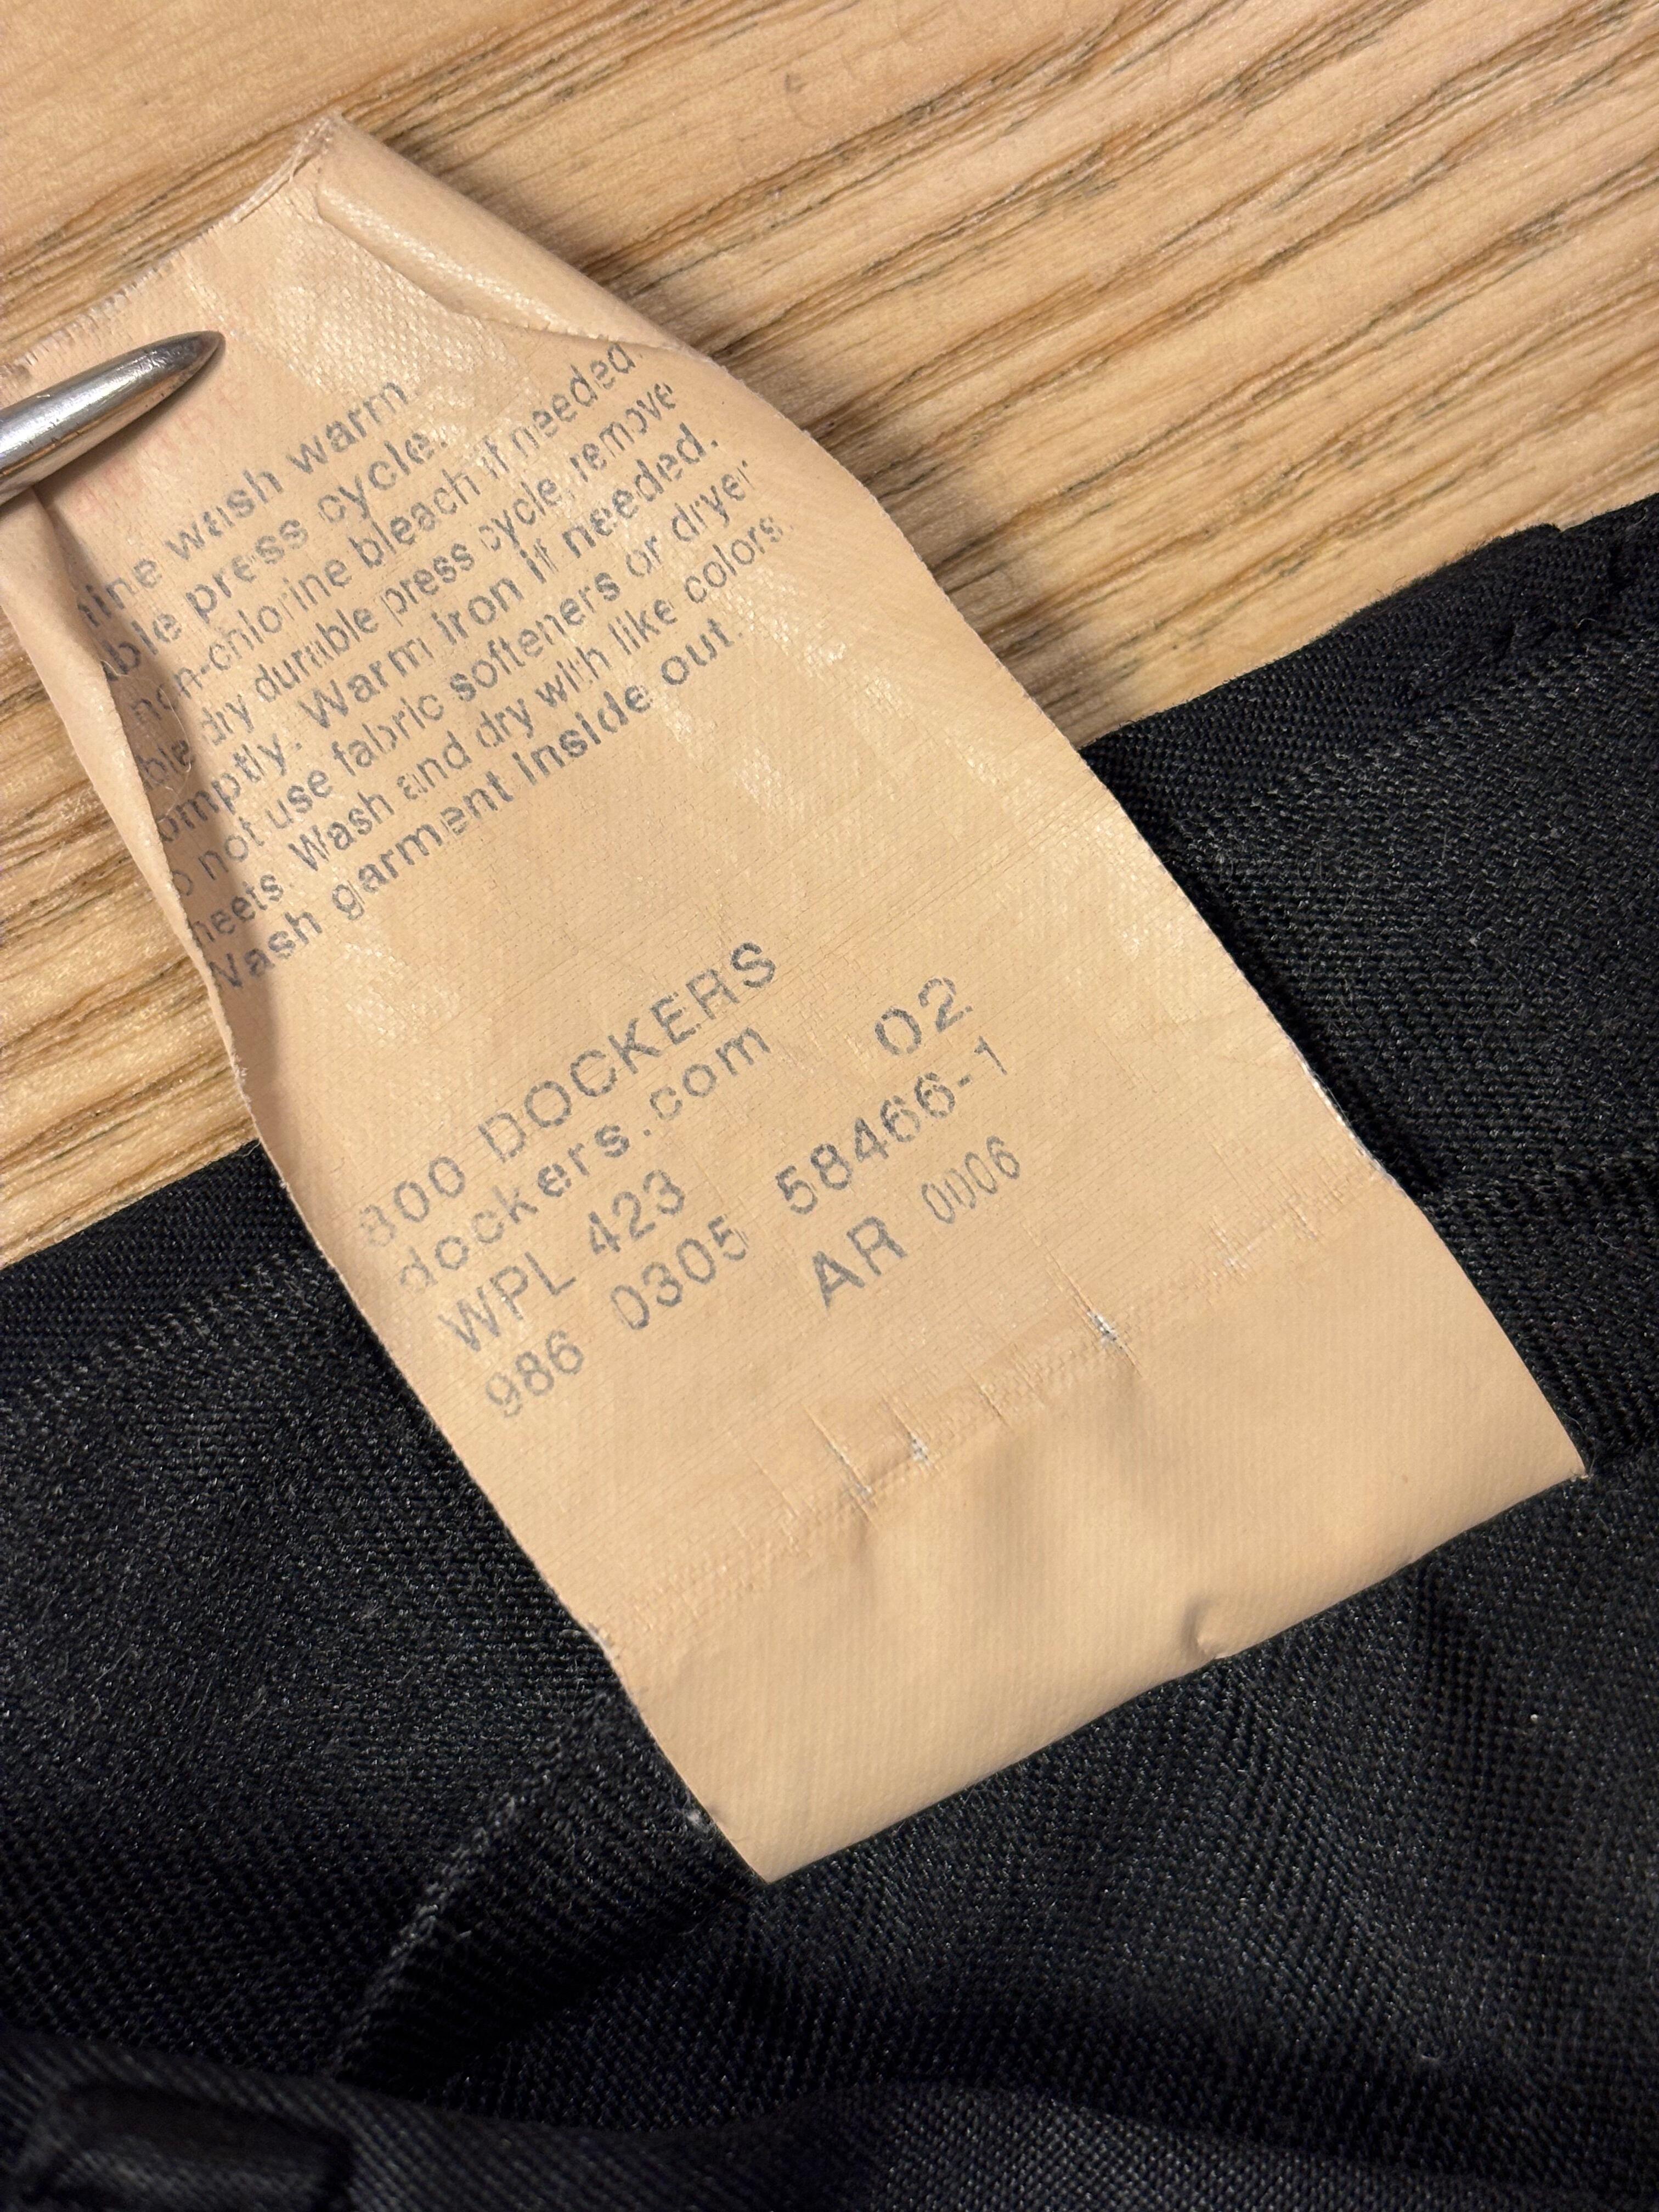 wash warm.
press cycle.
non-chlorine bleach if needed.
dry durable press cycle, remove
Warm iron if needed.
not use fabric softeners or dryer
Wash and dry with like colors.
Wash garment inside out.
800 DOCKERS
dockers.com 02
WPL 423 58466-1
986 0305 AR 0006